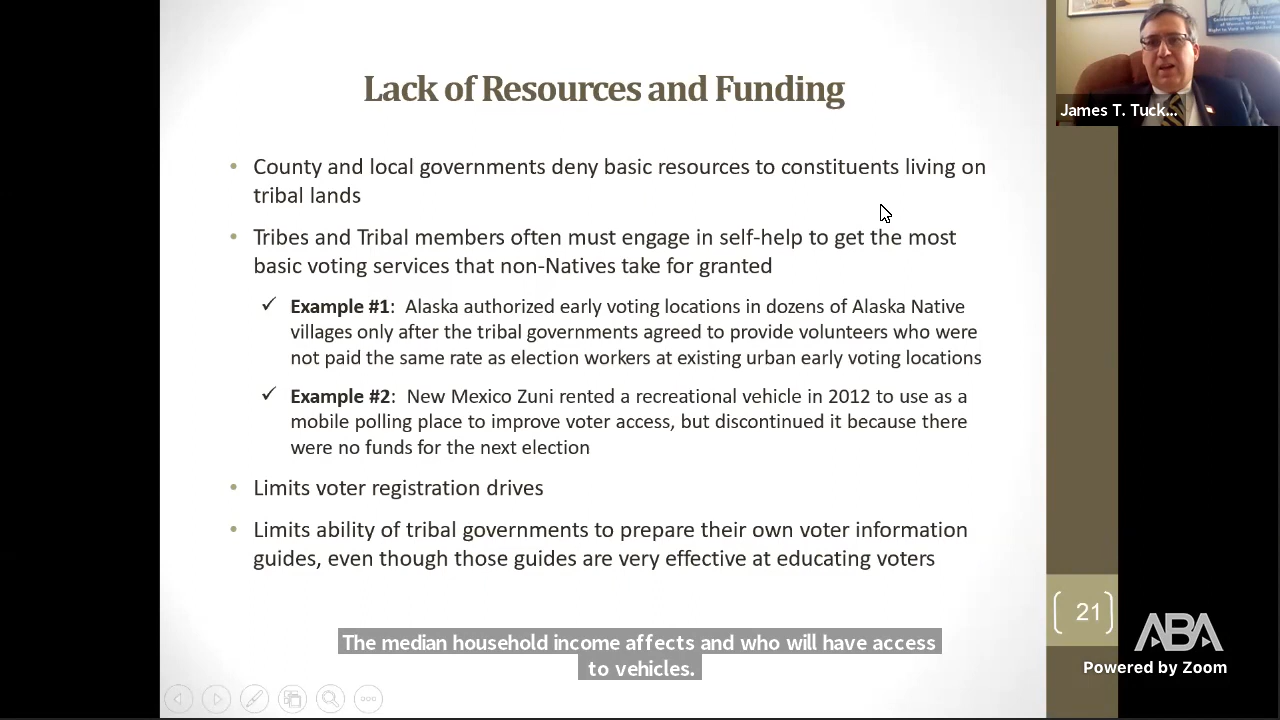 Lack of Resources and Funding
• County and local governments deny basic resources to constituents living on
tribal lands
• Tribes and Tribal members often must engage in self-help to get the most
basic voting services that non-Natives take for granted
✓ Example #1: Alaska authorized early voting locations in dozens of Alaska Native
villages only after the tribal governments agreed to provide volunteers who were
not paid the same rate as election workers at existing urban early voting locations
✓ Example #2: New Mexico Zuni rented a recreational vehicle in 2012 to use as a
mobile polling place to improve voter access, but discontinued it because there
were no funds for the next election
• Limits voter registration drives
• Limits ability of tribal governments to prepare their own voter information
guides, even though those guides are very effective at educating voters
The median household income affects and who will have access
to vehicles.
James T. Tuck...
21
ABA
Powered by Zoom